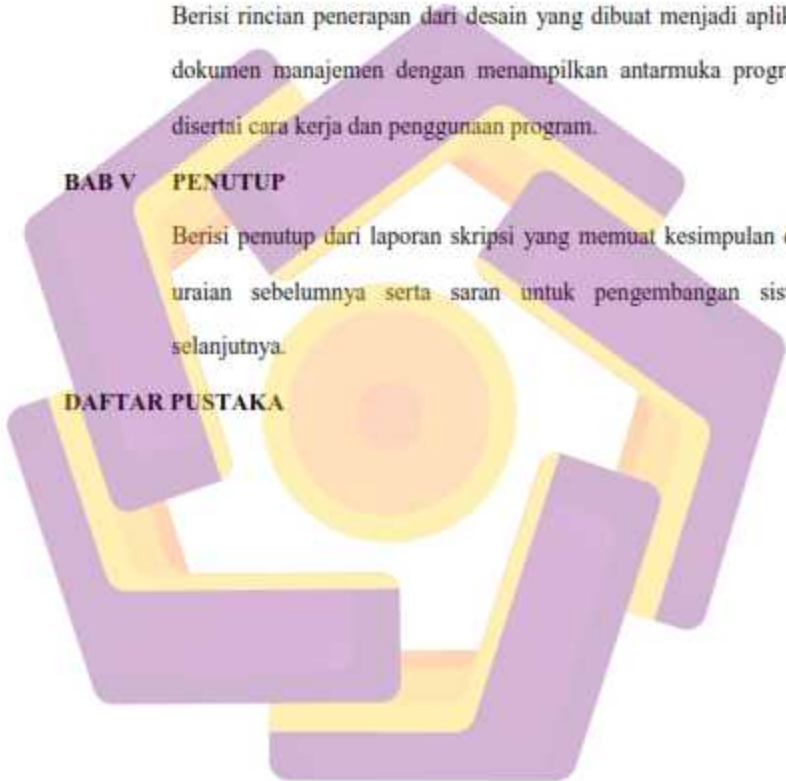 Berisi rincian penerapan dari desain yang dibuat menjadi aplik
dokumen manajemen dengan menampilkan antarmuka progr
disertai cara kerja dan penggunaan program.
BAB V PENUTUP
Berisi penutup dari laporan skripsi yang memuat kesimpulan
uraian sebelumnya serta saran untuk pengembangan sist
selanjutnya.
DAFTAR PUSTAKA